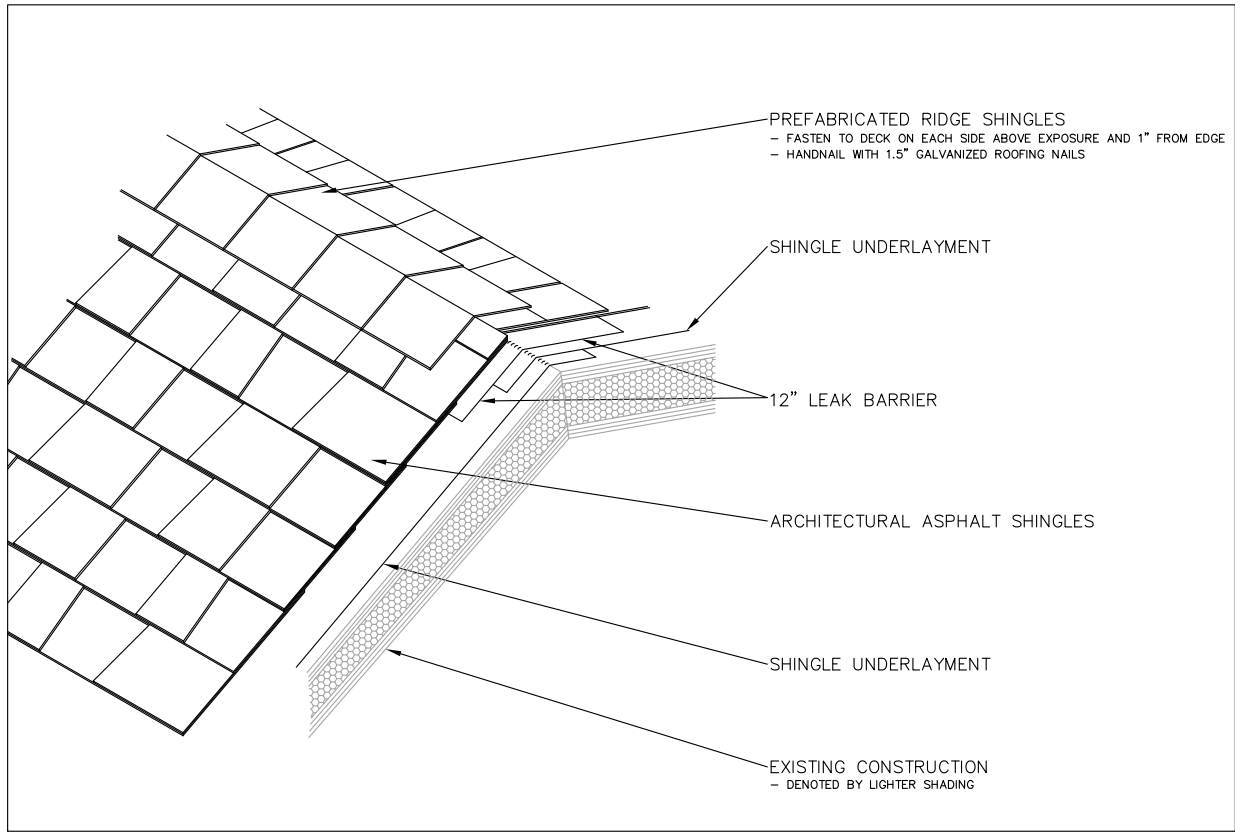 PREFABRICATED RIDGE SHINGLES
– FASTEN TO DECK ON EACH SIDE ABOVE EXPOSURE AND 1" FROM EDGE
– HANDNAIL WITH 1.5" GALVANIZED ROOFING NAILS
SHINGLE UNDERLAYMENT
12" LEAK BARRIER
ARCHITECTURAL ASPHALT SHINGLES
SHINGLE UNDERLAYMENT
EXISTING CONSTRUCTION
– DENOTED BY LIGHTER SHADING